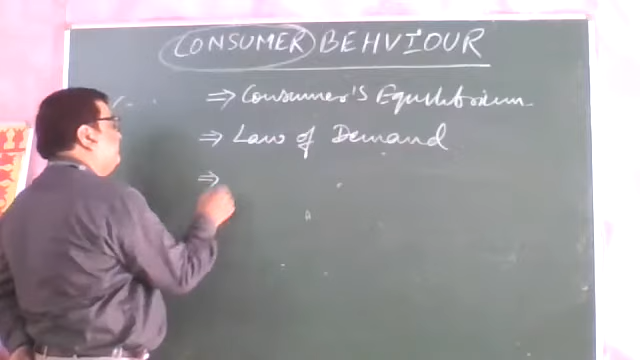 CONSUMER BEHVIOUR
⇒ Consumer's Equilibrium
⇒ Law of Demand
⇒